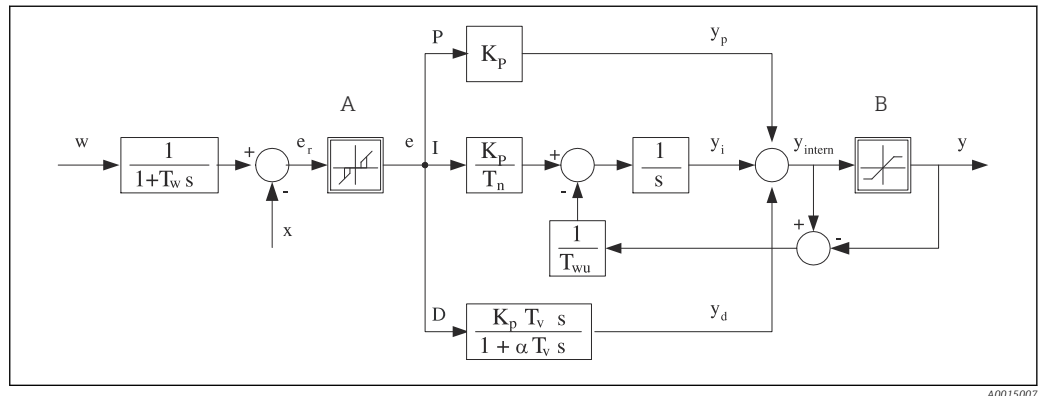 P
K_P
y_p
A
B
w
1
1+T_w s
+
-
e_r
x
e
I
K_P
T_n
+
-
1
s
y_i
y_intern
y
1
T_wu
+
-
D
K_p T_v s
1 + α T_v s
y_d
A0015007